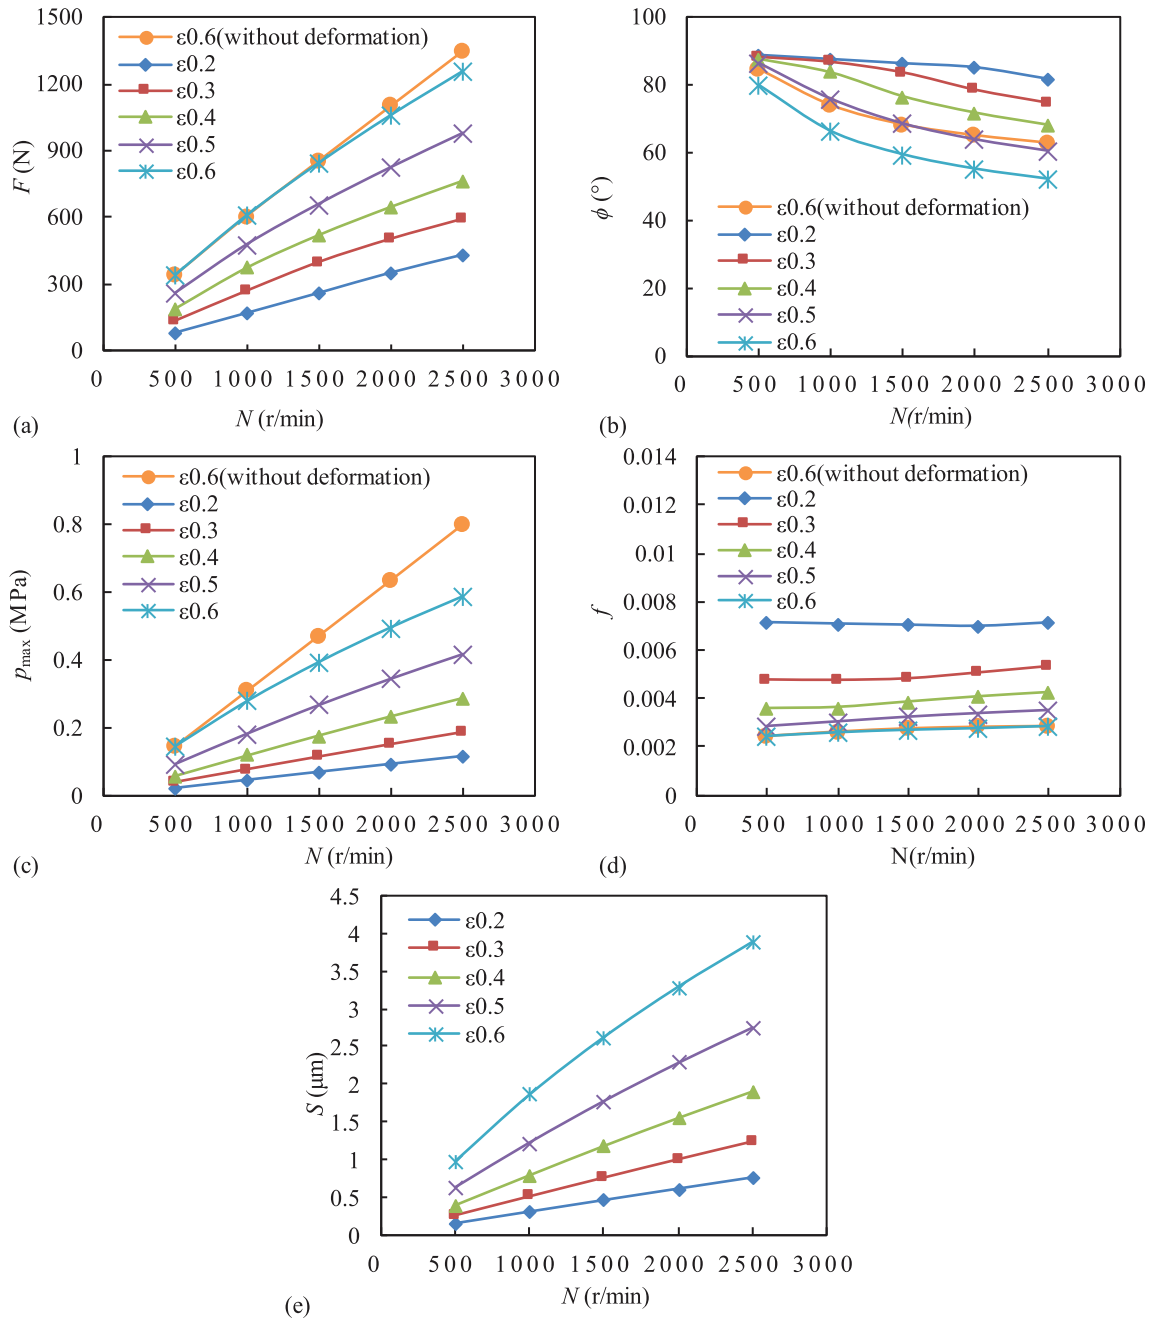 1500
1200
900
600
300
0
F (N)
ε0.6(without deformation)
ε0.2
ε0.3
ε0.4
ε0.5
ε0.6
0 500 1000 1500 2000 2500 3000
N (r/min)
(a)
100
80
60
40
20
0
ϕ (°)
ε0.6(without deformation)
ε0.2
ε0.3
ε0.4
ε0.5
ε0.6
0 500 1000 1500 2000 2500 3000
N(r/min)
(b)
1
0.8
0.6
0.4
0.2
0
pmax (MPa)
ε0.6(without deformation)
ε0.2
ε0.3
ε0.4
ε0.5
ε0.6
0 500 1000 1500 2000 2500 3000
N (r/min)
(c)
0.014
0.012
0.01
0.008
0.006
0.004
0.002
0
f
ε0.6(without deformation)
ε0.2
ε0.3
ε0.4
ε0.5
ε0.6
0 500 1000 1500 2000 2500 3000
N(r/min)
(d)
4.5
4
3.5
3
2.5
2
1.5
1
0.5
0
S (μm)
ε0.2
ε0.3
ε0.4
ε0.5
ε0.6
0 500 1000 1500 2000 2500 3000
N (r/min)
(e)